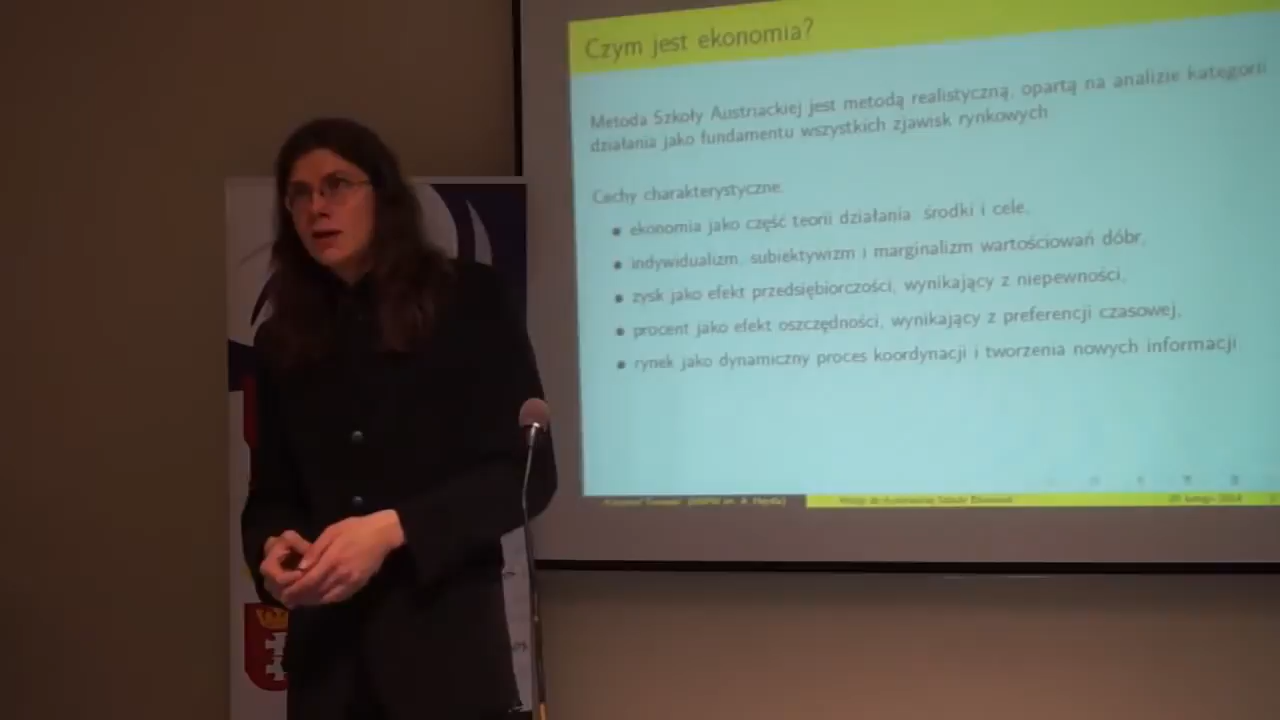 Czym jest ekonomia?
Metoda Szkoły Austriackiej jest metodą realistyczną, opartą na analizie kategorii
działania jako fundamentu wszystkich zjawisk rynkowych
Cechy charakterystyczne:
ekonomia jako część teorii działania: środki i cele,
indywidualizm, subiektywizm i marginalizm wartościowań dóbr,
zysk jako efekt przedsiębiorczości, wynikający z niepewności,
procent jako efekt oszczędności, wynikający z preferencji czasowej,
rynek jako dynamiczny proces koordynacji i tworzenia nowych informacji